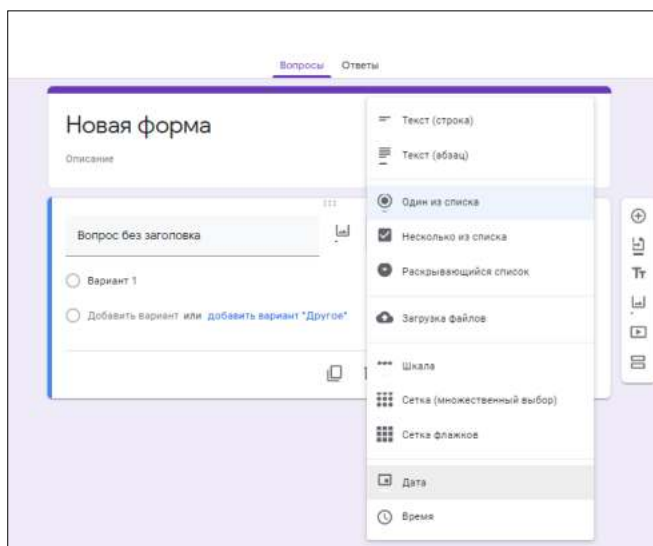 Вопросы Ответы
Новая форма
Описание
Вопрос без заголовка
Вариант 1
Добавить вариант или добавить вариант "Другое"
Текст (строка)
Текст (абзац)
Один из списка
Несколько из списка
Раскрывающийся список
Загрузка файлов
Шкала
Сетка (множественный выбор)
Сетка флажков
Дата
Время
Тт